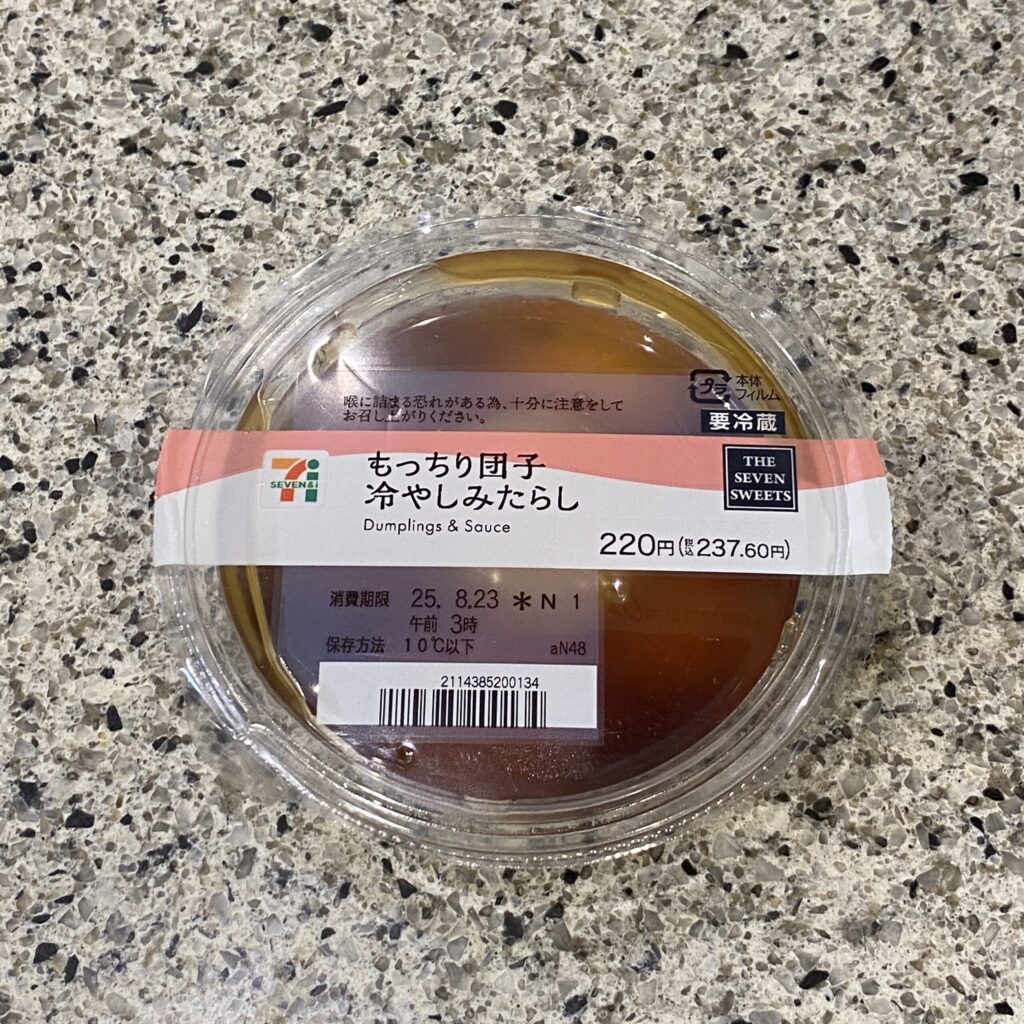 喉に詰まる恐れがある為、十分に注意をして
お召し上がりください。
プラ
本体
フィルム
要冷蔵
SEVEN&i
もっちり団子
冷やしみたらし
Dumplings & Sauce
THE
SEVEN
SWEETS
220円(税込237.60円)
消費期限 25. 8.23 *N 1
午前 3時
保存方法 10℃以下 aN48
2114385200134